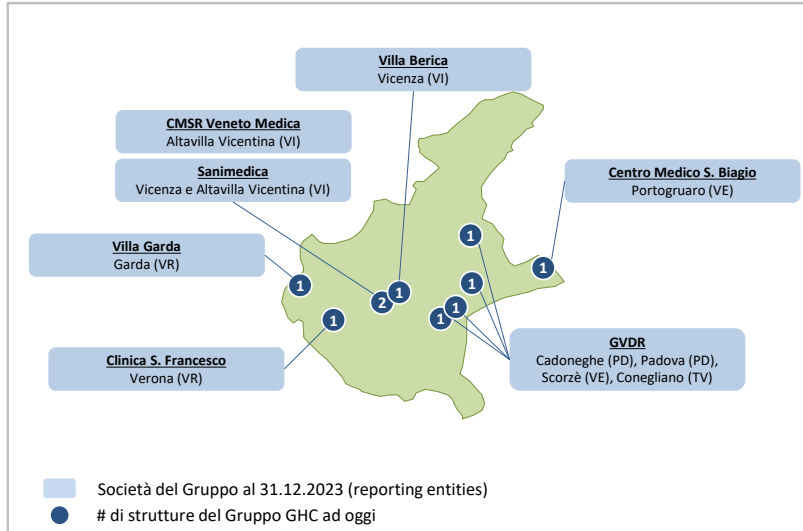 Villa Berica
Vicenza (VI)
CMSR Veneto Medica
Altavilla Vicentina (VI)
Sanimedica
Vicenza e Altavilla Vicentina (VI)
Centro Medico S. Biagio
Portogruaro (VE)
Villa Garda
Garda (VR)
1
1
1
2
1
1
1
1
1
Clinica S. Francesco
Verona (VR)
GVDR
Cadoneghe (PD), Padova (PD),
Scorzè (VE), Conegliano (TV)
Società del Gruppo al 31.12.2023 (reporting entities)
# di strutture del Gruppo GHC ad oggi